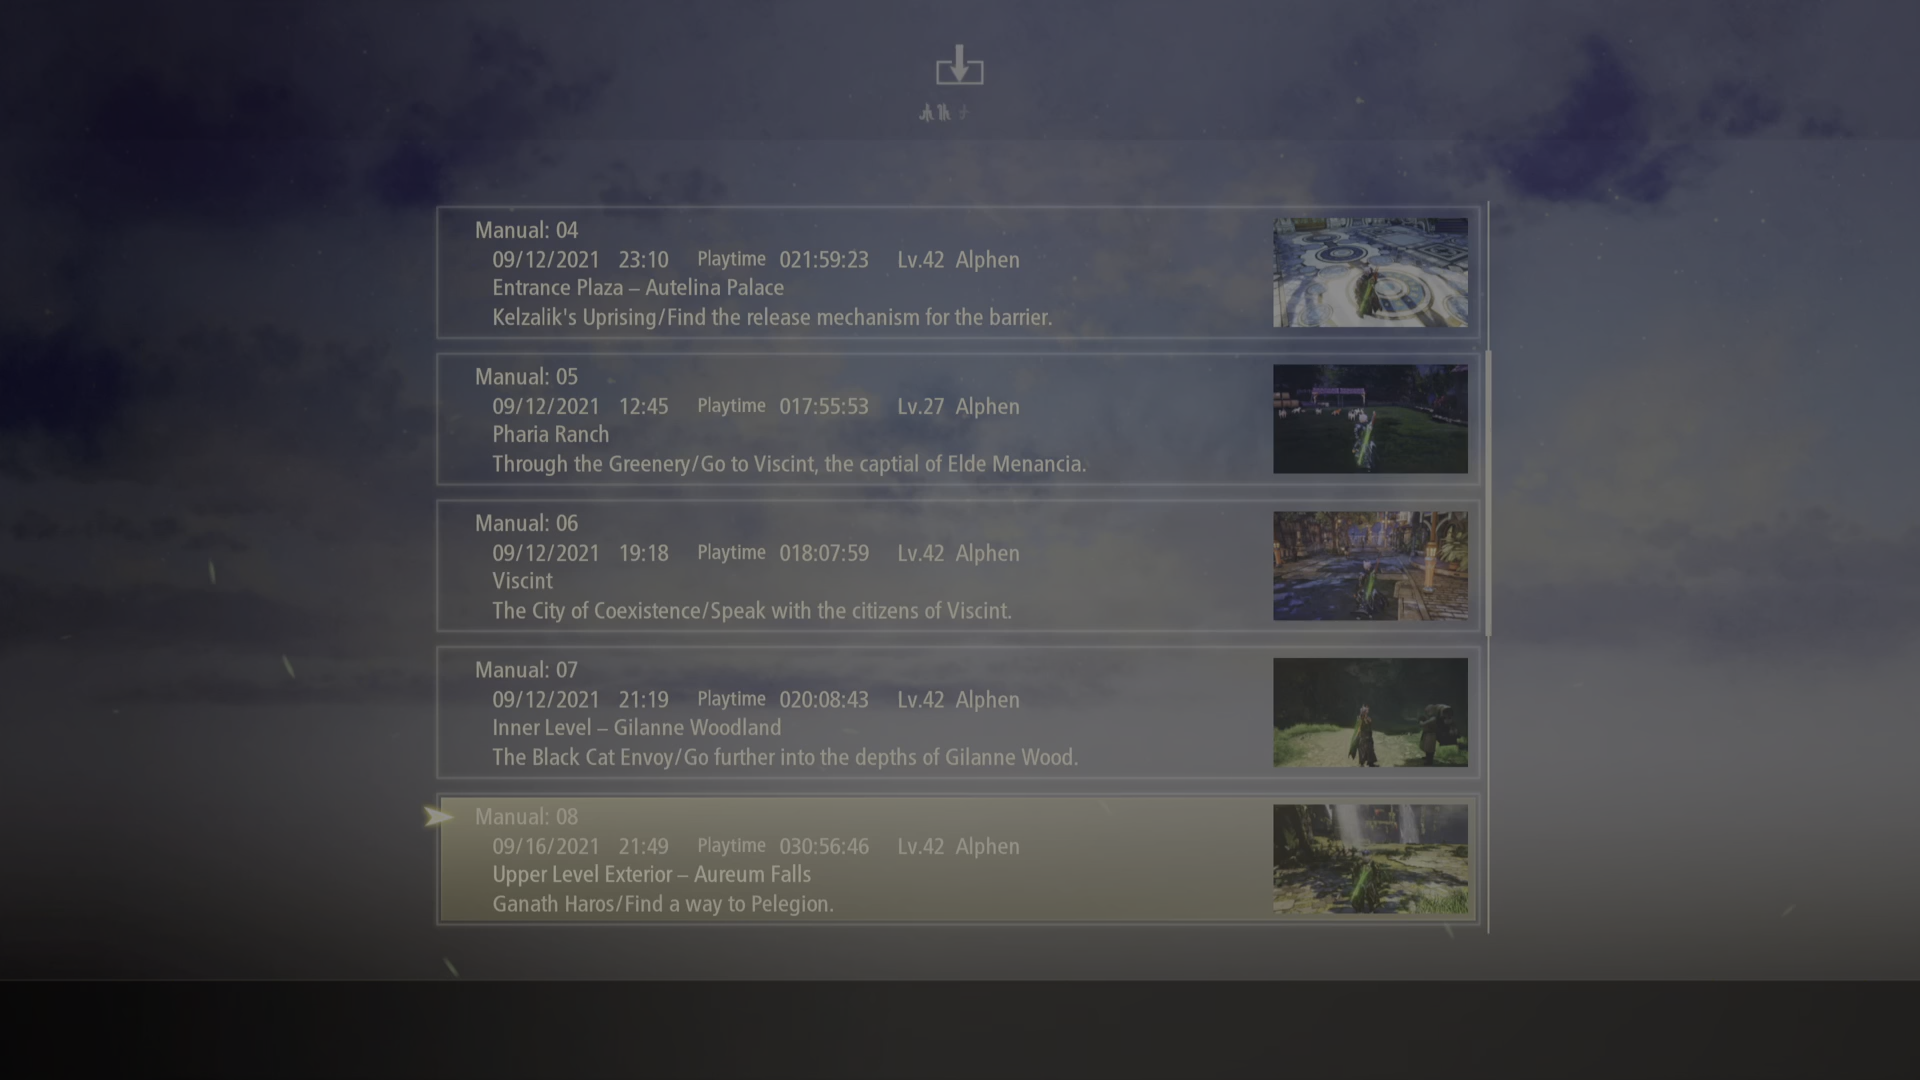 Manual: 04
09/12/2021 23:10 Playtime 021:59:23 Lv.42 Alphen
Entrance Plaza – Autelina Palace
Kelzalik's Uprising/Find the release mechanism for the barrier.
Manual: 05
09/12/2021 12:45 Playtime 017:55:53 Lv.27 Alphen
Pharia Ranch
Through the Greenery/Go to Viscint, the captial of Elde Menancia.
Manual: 06
09/12/2021 19:18 Playtime 018:07:59 Lv.42 Alphen
Viscint
The City of Coexistence/Speak with the citizens of Viscint.
Manual: 07
09/12/2021 21:19 Playtime 020:08:43 Lv.42 Alphen
Inner Level – Gilanne Woodland
The Black Cat Envoy/Go further into the depths of Gilanne Wood.
Manual: 08
09/16/2021 21:49 Playtime 030:56:46 Lv.42 Alphen
Upper Level Exterior – Aureum Falls
Ganath Haros/Find a way to Pelegion.